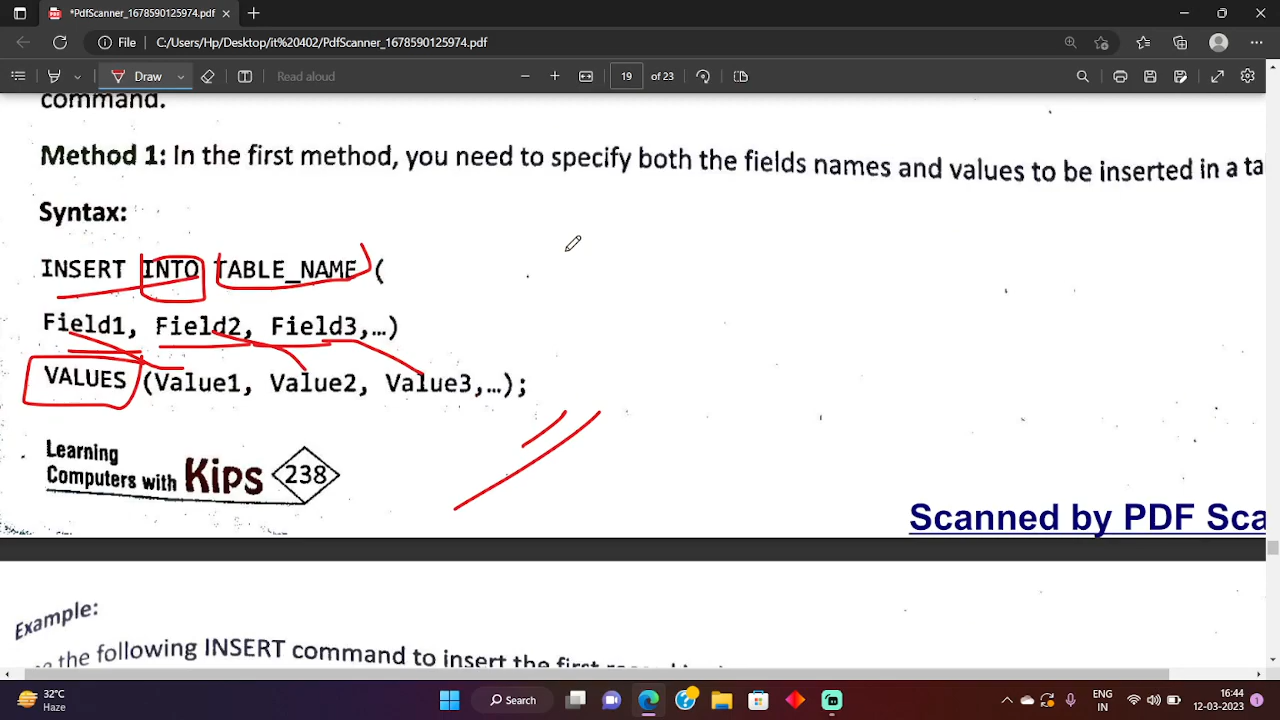 *PdfScanner_1678590125974.pdf
File C:/Users/Hp/Desktop/it%20402/PdfScanner_1678590125974.pdf
Draw Read aloud 19 of 23
command.
Method 1: In the first method, you need to specify both the fields names and values to be inserted in a ta
Syntax:
INSERT INTO TABLE_NAME (
Field1, Field2, Field3,…)
VALUES (Value1, Value2, Value3,…);
Learning
Computers with Kips 238
Scanned by PDF Sca
Example:
the following INSERT command to insert the first
32°C
Haze
Search
ENG
IN
16:44
12-03-2023
1